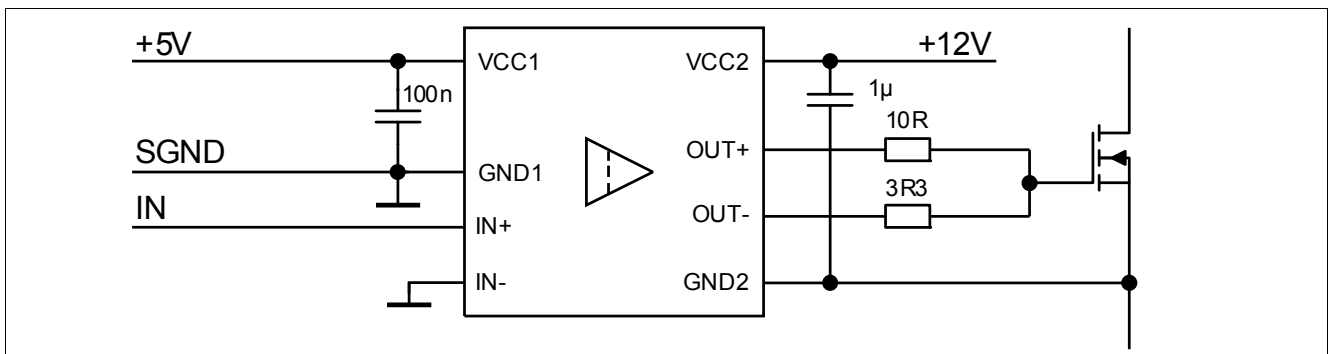 +5V
100n
SGND
IN
VCC1
GND1
IN+
IN-
VCC2
OUT+
OUT-
GND2
+12V
1µ
10R
3R3